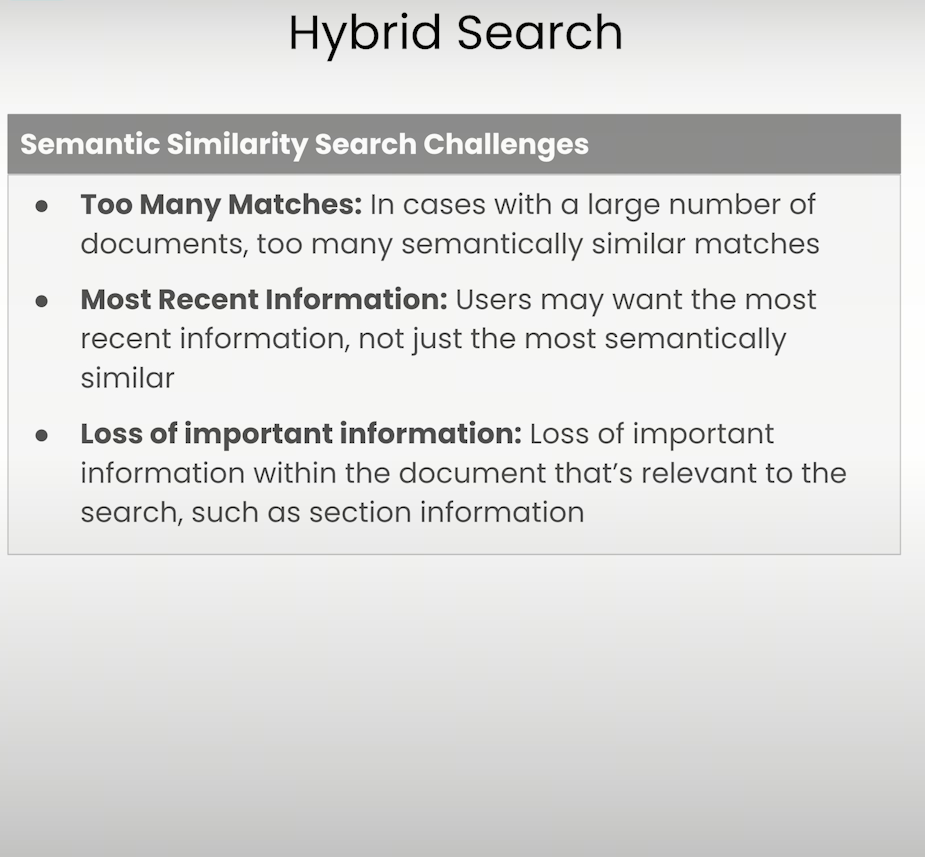 Hybrid Search
Semantic Similarity Search Challenges
● Too Many Matches: In cases with a large number of
documents, too many semantically similar matches
● Most Recent Information: Users may want the most
recent information, not just the most semantically
similar
● Loss of important information: Loss of important
information within the document that’s relevant to the
search, such as section information